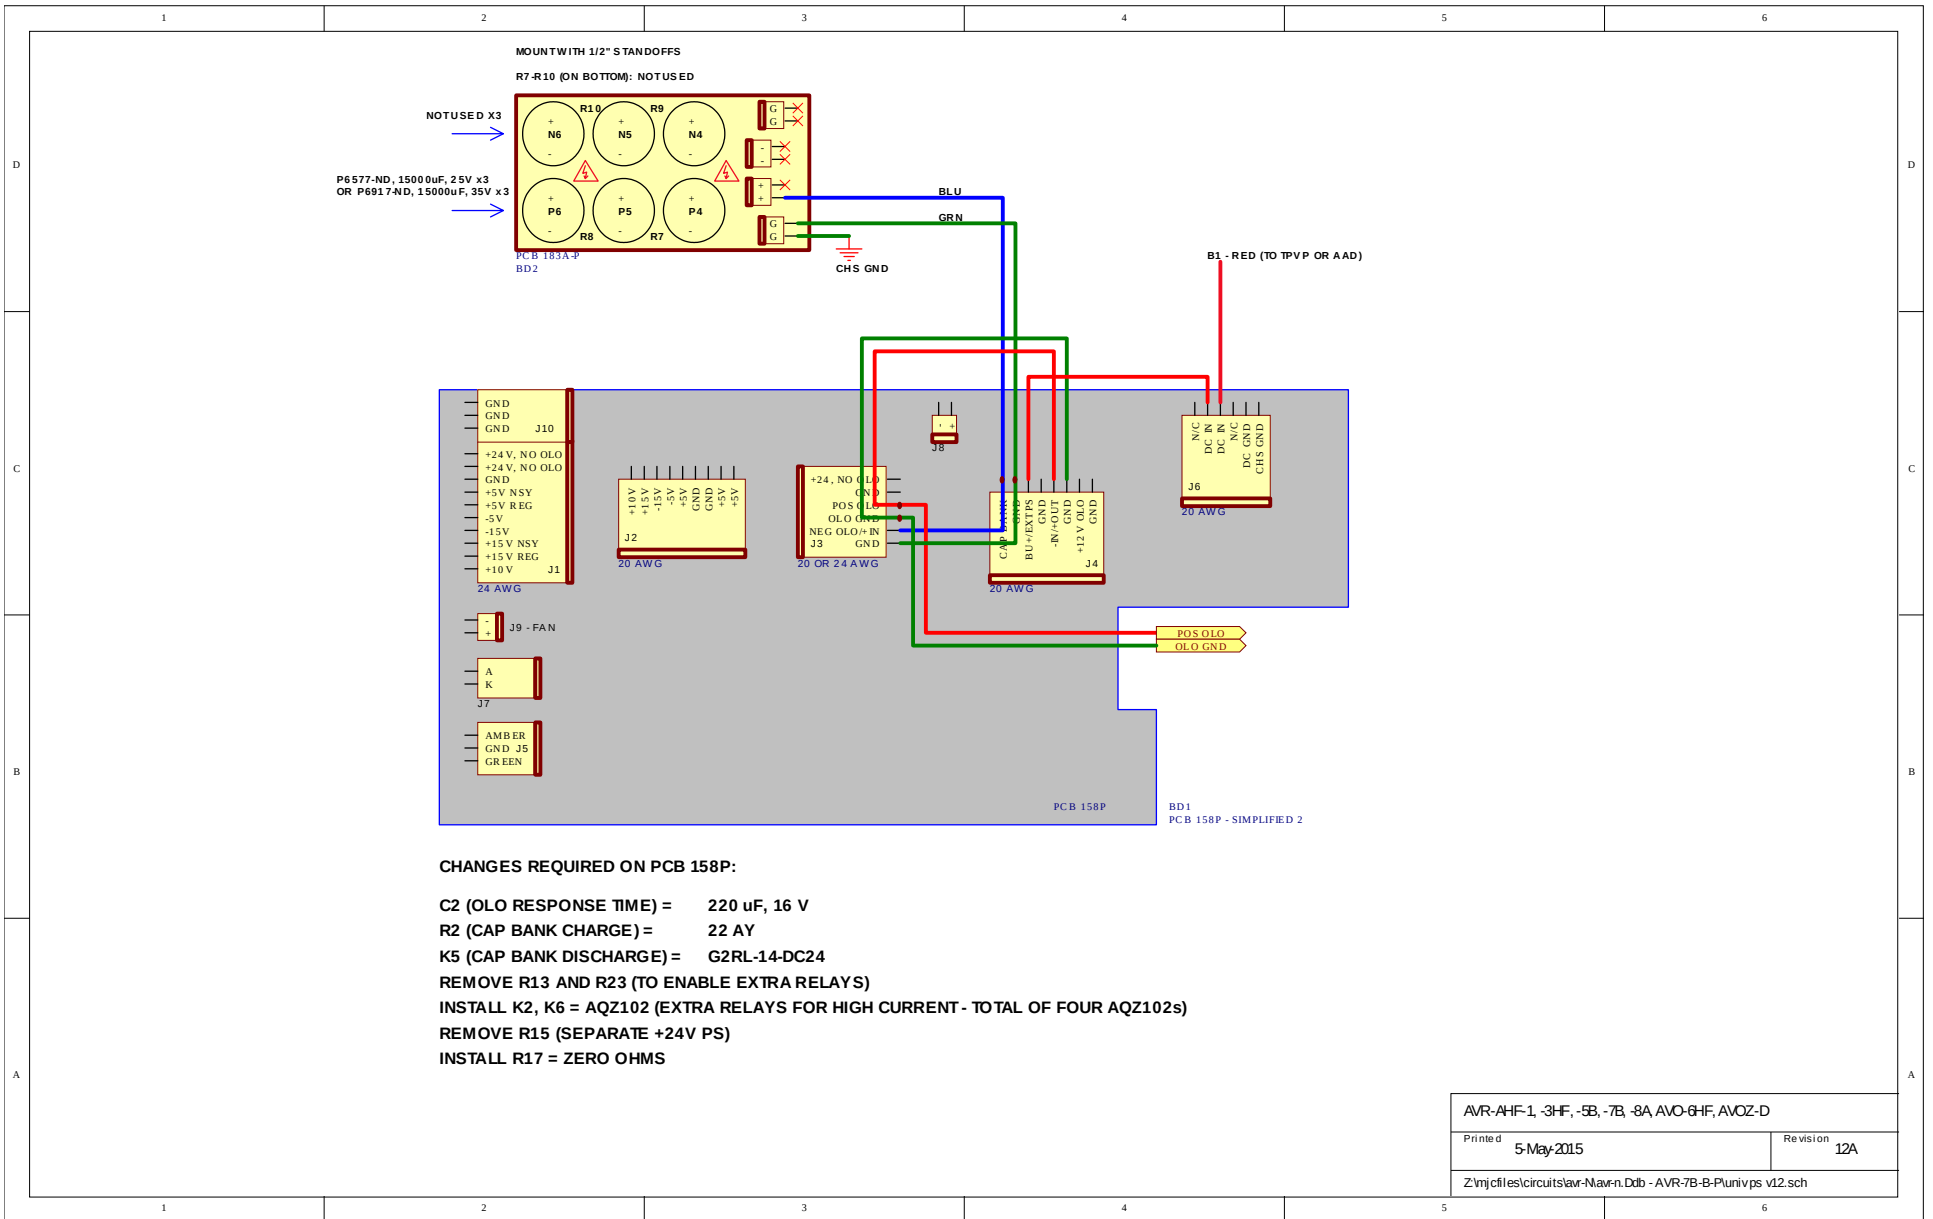 1 2 3 4 5 6
MOUNT WITH 1/2" STANDOFFS
R7-R10 (ON BOTTOM): NOT USED
NOT USED X3
P6577-ND, 15000uF, 25V x3
OR P6917-ND, 15000uF, 35V x3
R10 R9
+ + +
N6 N5 N4
- - -
+ + +
P6 P5 P4
- - -
R8 R7
G
G
-
-
+
+
G
G
PCB 183A-P
BD2
BLU
GRN
CHS GND
B1 - RED (TO TPVP OR AAD)
D D
C C
B B
A A
GND
GND
GND J10
+24V, NO OLO
+24V, NO OLO
GND
+5V NSY
+5V REG
-5V
-15V
+15V NSY
+15V REG
+10V J1
24 AWG
+10V
+15V
-15V
-5V
+5V
GND
GND
+5V
+5V
J2
20 AWG
+24, NO OLO
GND
POS OLO
OLO GND
NEG OLO/+IN
J3 GND
20 OR 24 AWG
- +
J8
CAP BANK
GND
BU+/EXT PS
GND
-IN/+OUT
GND
+12V OLO
GND
J4
20 AWG
N/C
DC IN
DC IN
N/C
DC GND
CHS GND
J6
20 AWG
-
+
J9 - FAN
A
K
J7
AMBER
GND J5
GREEN
POS OLO
OLO GND
PCB 158P
BD1
PCB 158P - SIMPLIFIED 2
CHANGES REQUIRED ON PCB 158P:
C2 (OLO RESPONSE TIME) = 220 uF, 16 V
R2 (CAP BANK CHARGE) = 22 AY
K5 (CAP BANK DISCHARGE) = G2RL-14-DC24
REMOVE R13 AND R23 (TO ENABLE EXTRA RELAYS)
INSTALL K2, K6 = AQZ102 (EXTRA RELAYS FOR HIGH CURRENT - TOTAL OF FOUR AQZ102s)
REMOVE R15 (SEPARATE +24V PS)
INSTALL R17 = ZERO OHMS
AVR-AHF-1, -3HF, -5B, -7B, -8A, AVO-6HF, AVOZ-D
Printed 5-May-2015 Revision 12A
Z:\mjcfiles\circuits\avr-N\avr-n.Ddb - AVR-7B-B-P\univ ps v12.sch
1 2 3 4 5 6